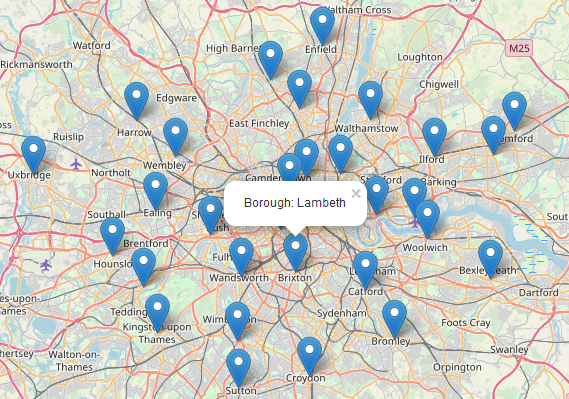 Waltham Cross
Watford
High Barnet
Enfield
Loughton
M25
Rickmansworth
Chigwell
Edgware
East Finchley
Walthamstow
Harrow
Ruislip
Wembley
Ilford
Romford
Uxbridge
Northolt
Camden Town
Stratford
Barking
Borough: Lambeth
Southall
Ealing
Brentford
Woolwich
Hounslow
Fulham
Wandsworth
Brixton
Lewisham
Bexleyheath
Catford
Dartford
Teddington
Kingston upon
Thames
Wimbledon
Sydenham
Foots Cray
Walton-on-
Thames
Bromley
Swanley
Orpington
Croydon
Sutton